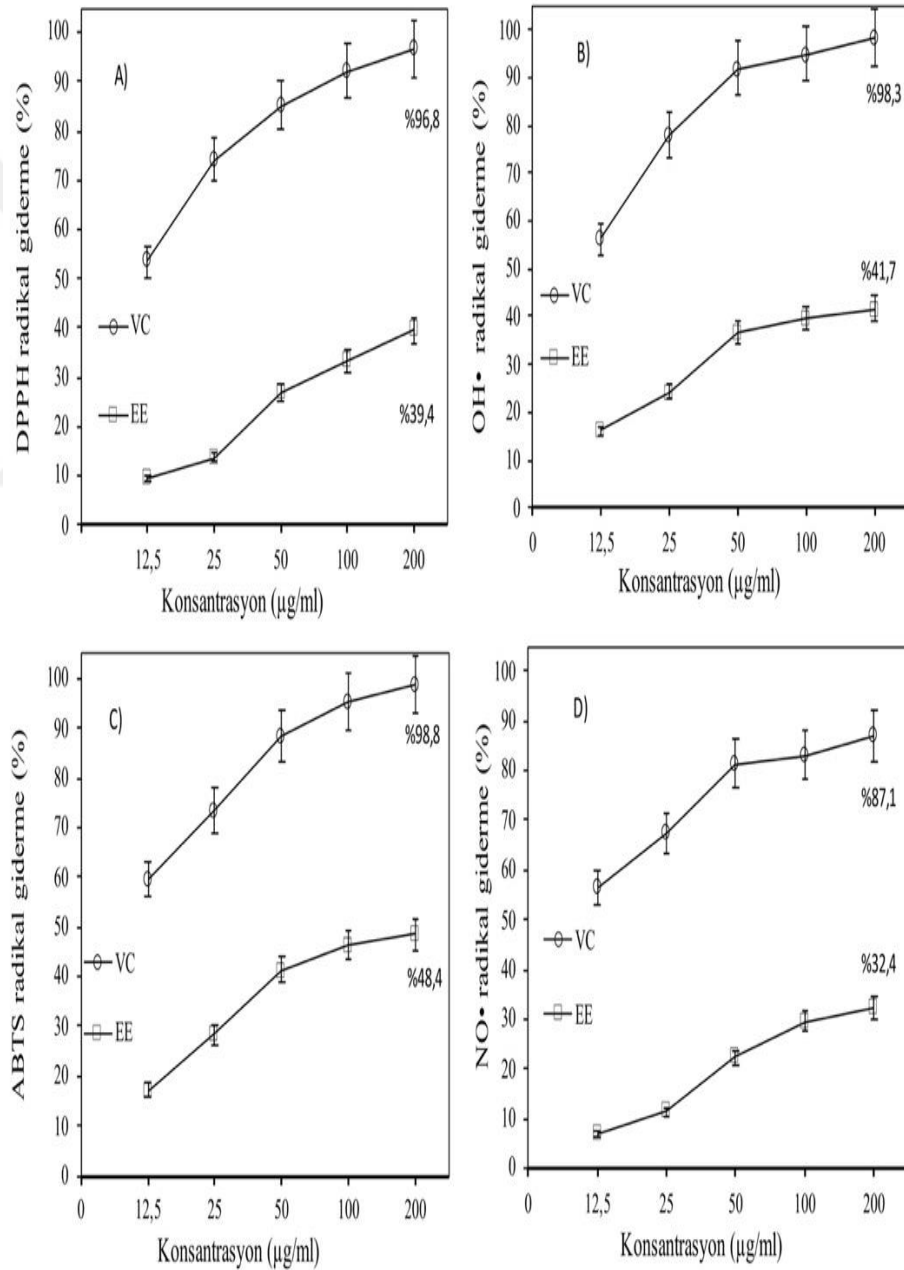 A)
DPPH radikal giderme (%)
100
90
80
70
60
50
40
30
20
10
0
%96,8
VC
EE
%39,4
0 12,5 25 50 100 200
Konsantrasyon (µg/ml)
B)
OH• radikal giderme (%)
100
90
80
70
60
50
40
30
20
10
0
%98,3
%41,7
VC
EE
0 12,5 25 50 100 200
Konsantrasyon (µg/ml)
C)
ABTS radikal giderme (%)
100
90
80
70
60
50
40
30
20
10
0
%98,8
VC
%48,4
EE
0 12,5 25 50 100 200
Konsantrasyon (µg/ml)
D)
NO• radikal giderme (%)
100
90
80
70
60
50
40
30
20
10
0
%87,1
VC
%32,4
EE
0 12,5 25 50 100 200
Konsantrasyon (µg/ml)